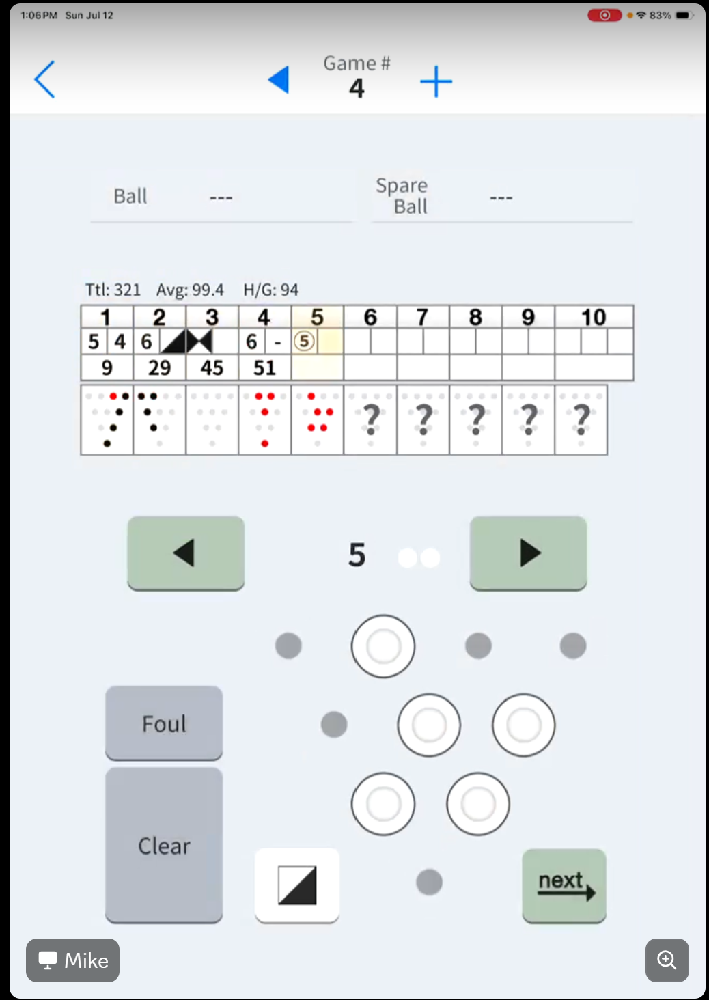 1:06 PM Sun Jul 12
83%
Game #
4
Ball ---
Spare Ball ---
Ttl: 321 Avg: 99.4 H/G: 94
1 2 3 4 5 6 7 8 9 10
5 4 6 6 - ⑤
9 29 45 51
? ? ? ? ?
5
Foul
Clear
next
Mike